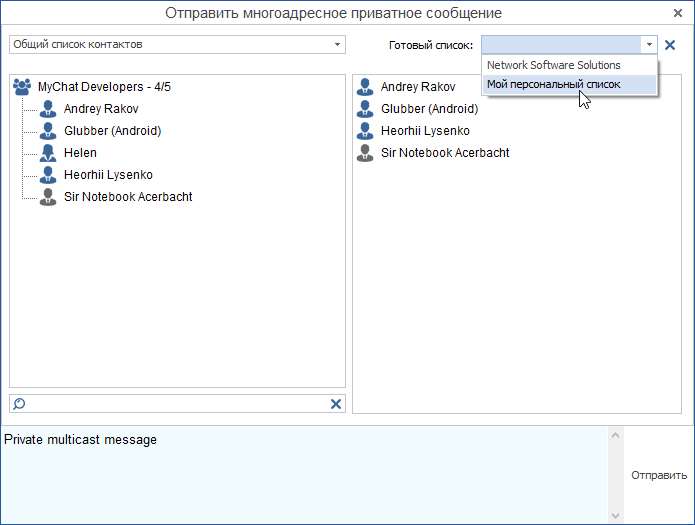 Отправить многоадресное приватное сообщение
Общий список контактов
Готовый список:
Network Software Solutions
Мой персональный список
MyChat Developers - 4/5
Andrey Rakov
Glubber (Android)
Helen
Heorhii Lysenko
Sir Notebook Acerbacht
Andrey Rakov
Glubber (Android)
Heorhii Lysenko
Sir Notebook Acerbacht
Private multicast message
Отправить